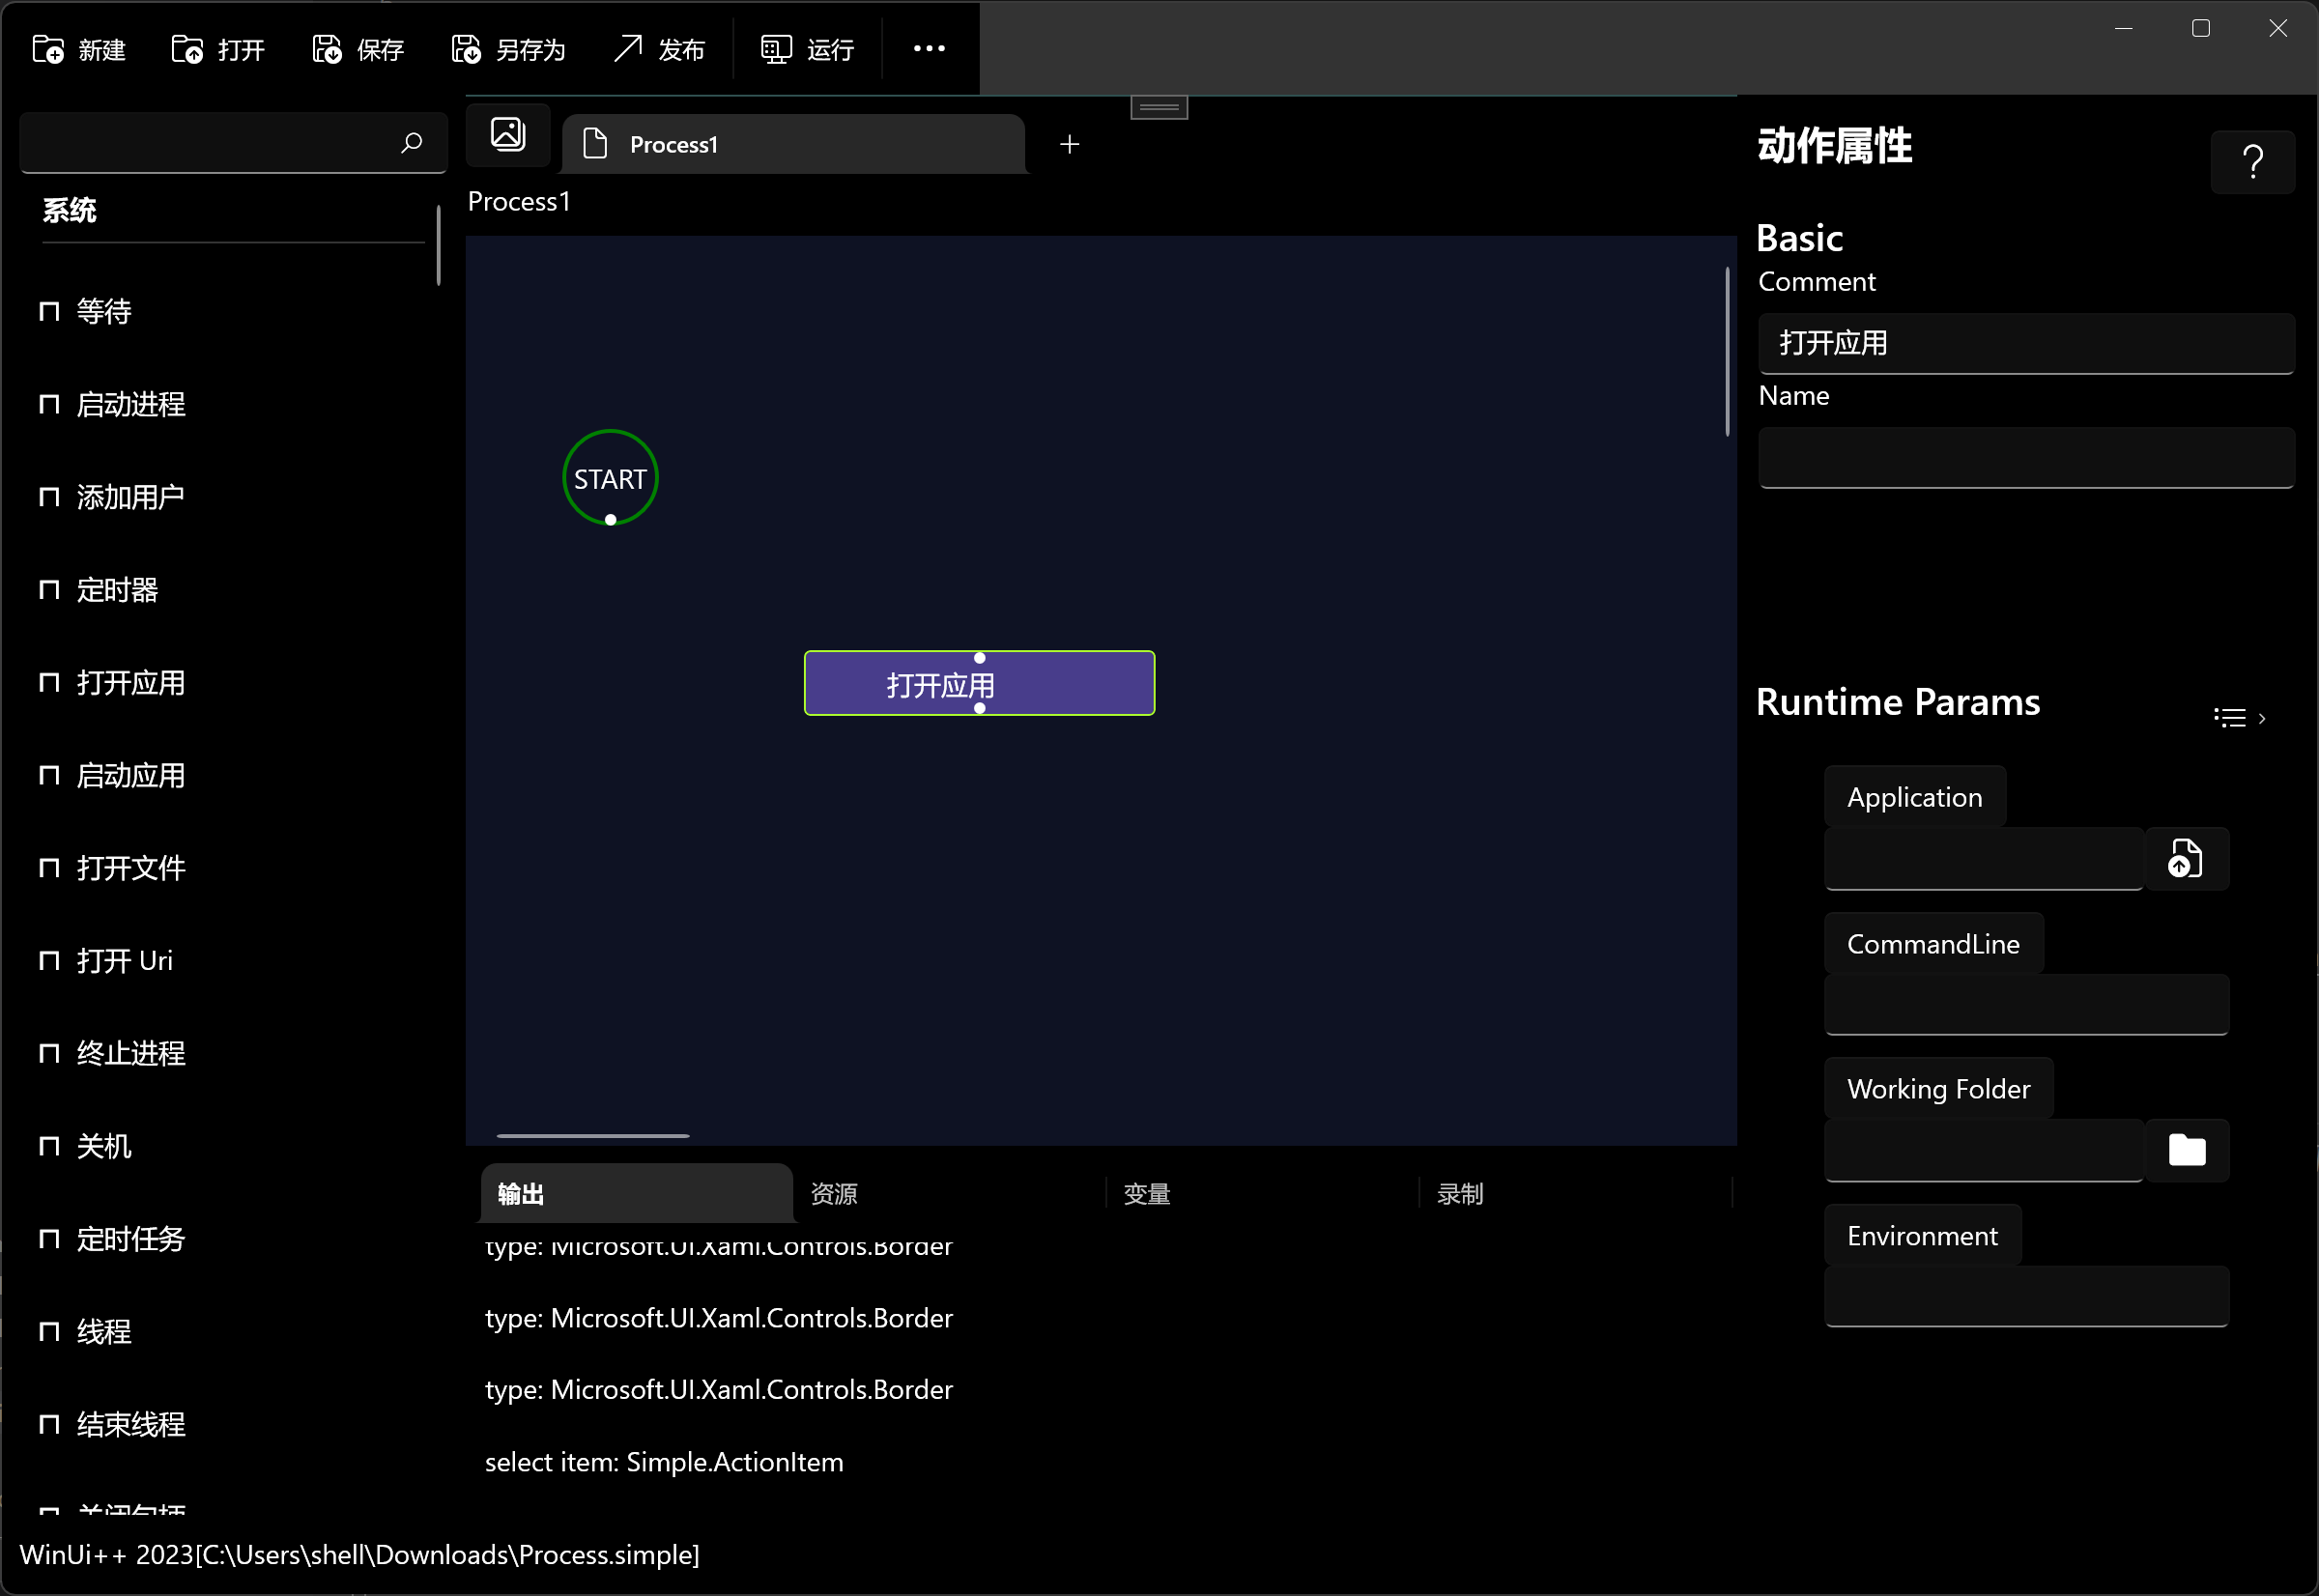 新建 打开 保存 另存为 发布 运行
系统
等待
启动进程
添加用户
定时器
打开应用
启动应用
打开文件
打开 Uri
终止进程
关机
定时任务
线程
结束线程
关闭句柄
Process1
Process1
START
打开应用
输出 资源 变量 录制
type: Microsoft.UI.Xaml.Controls.Border
type: Microsoft.UI.Xaml.Controls.Border
type: Microsoft.UI.Xaml.Controls.Border
select item: Simple.ActionItem
动作属性
?
Basic
Comment
打开应用
Name
Runtime Params
Application
CommandLine
Working Folder
Environment
WinUi++ 2023[C:\Users\shell\Downloads\Process.simple]